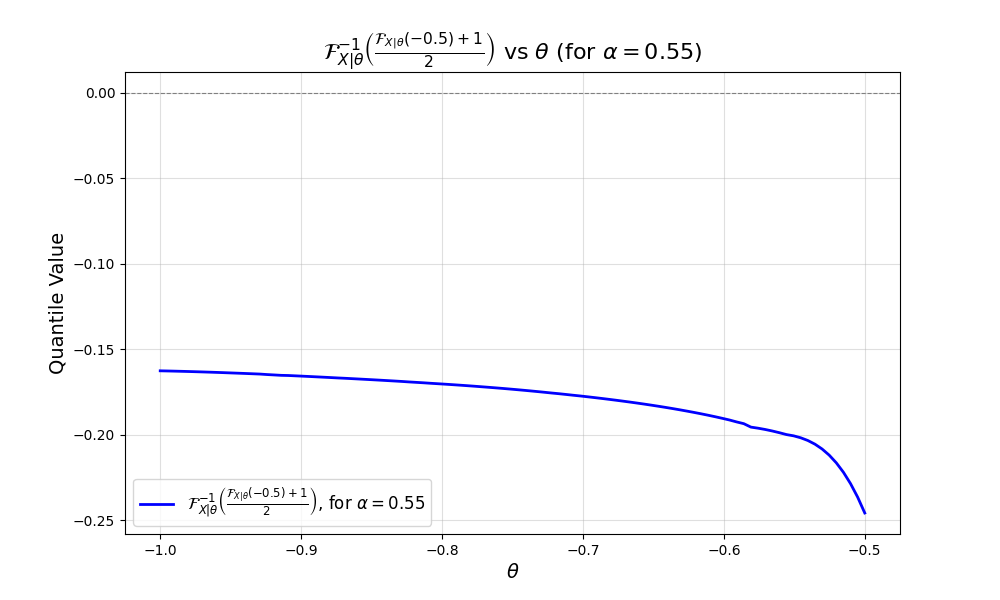 $\mathcal{F}_{X|\theta}^{-1}\left(\frac{\mathcal{F}_{X|\theta}(-0.5)+1}{2}\right)$ vs $\theta$ (for $\alpha = 0.55$)
Quantile Value
0.00
−0.05
−0.10
−0.15
−0.20
−0.25
$\mathcal{F}_{X|\theta}^{-1}\left(\frac{\mathcal{F}_{X|\theta}(-0.5)+1}{2}\right)$, for $\alpha = 0.55$
−1.0 −0.9 −0.8 −0.7 −0.6 −0.5
$\theta$